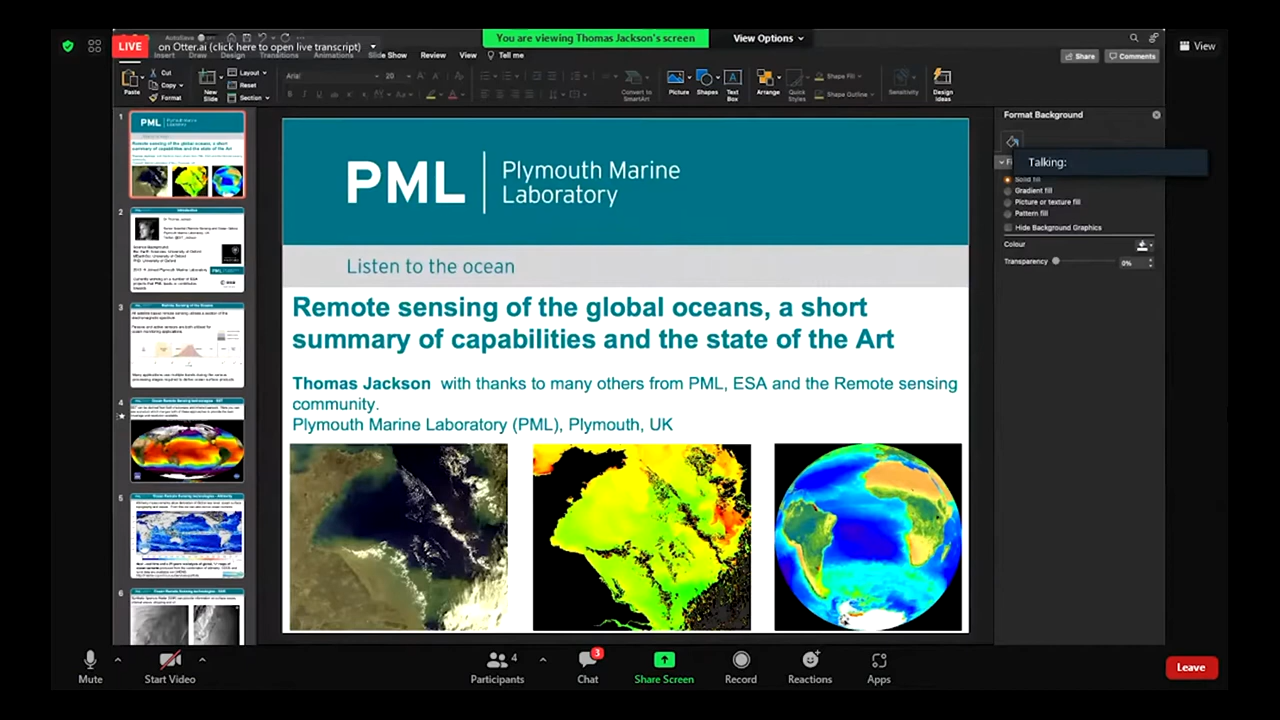 LIVE
on Otter.ai (click here to open live transcript)
You are viewing Thomas Jackson's screen
View Options
View
Insert Draw Design Transitions Animations Slide Show Review View Tell me
Share
Comments
Paste
Cut
Copy
Format
New Slide
Layout
Reset
Section
Arial
20
Convert to SmartArt
Picture
Shapes
Text Box
Arrange
Quick Styles
Shape Fill
Shape Outline
Sensitivity
Design Ideas
1
2
3
4
5
6
PML
Plymouth Marine
Laboratory
Listen to the ocean
Remote sensing of the global oceans, a short
summary of capabilities and the state of the Art
Thomas Jackson with thanks to many others from PML, ESA and the Remote sensing
community.
Plymouth Marine Laboratory (PML), Plymouth, UK
Format Background
Talking:
Solid fill
Gradient fill
Picture or texture fill
Pattern fill
Hide Background Graphics
Colour
Transparency
0%
Mute
Start Video
4
Participants
3
Chat
Share Screen
Record
Reactions
Apps
Leave